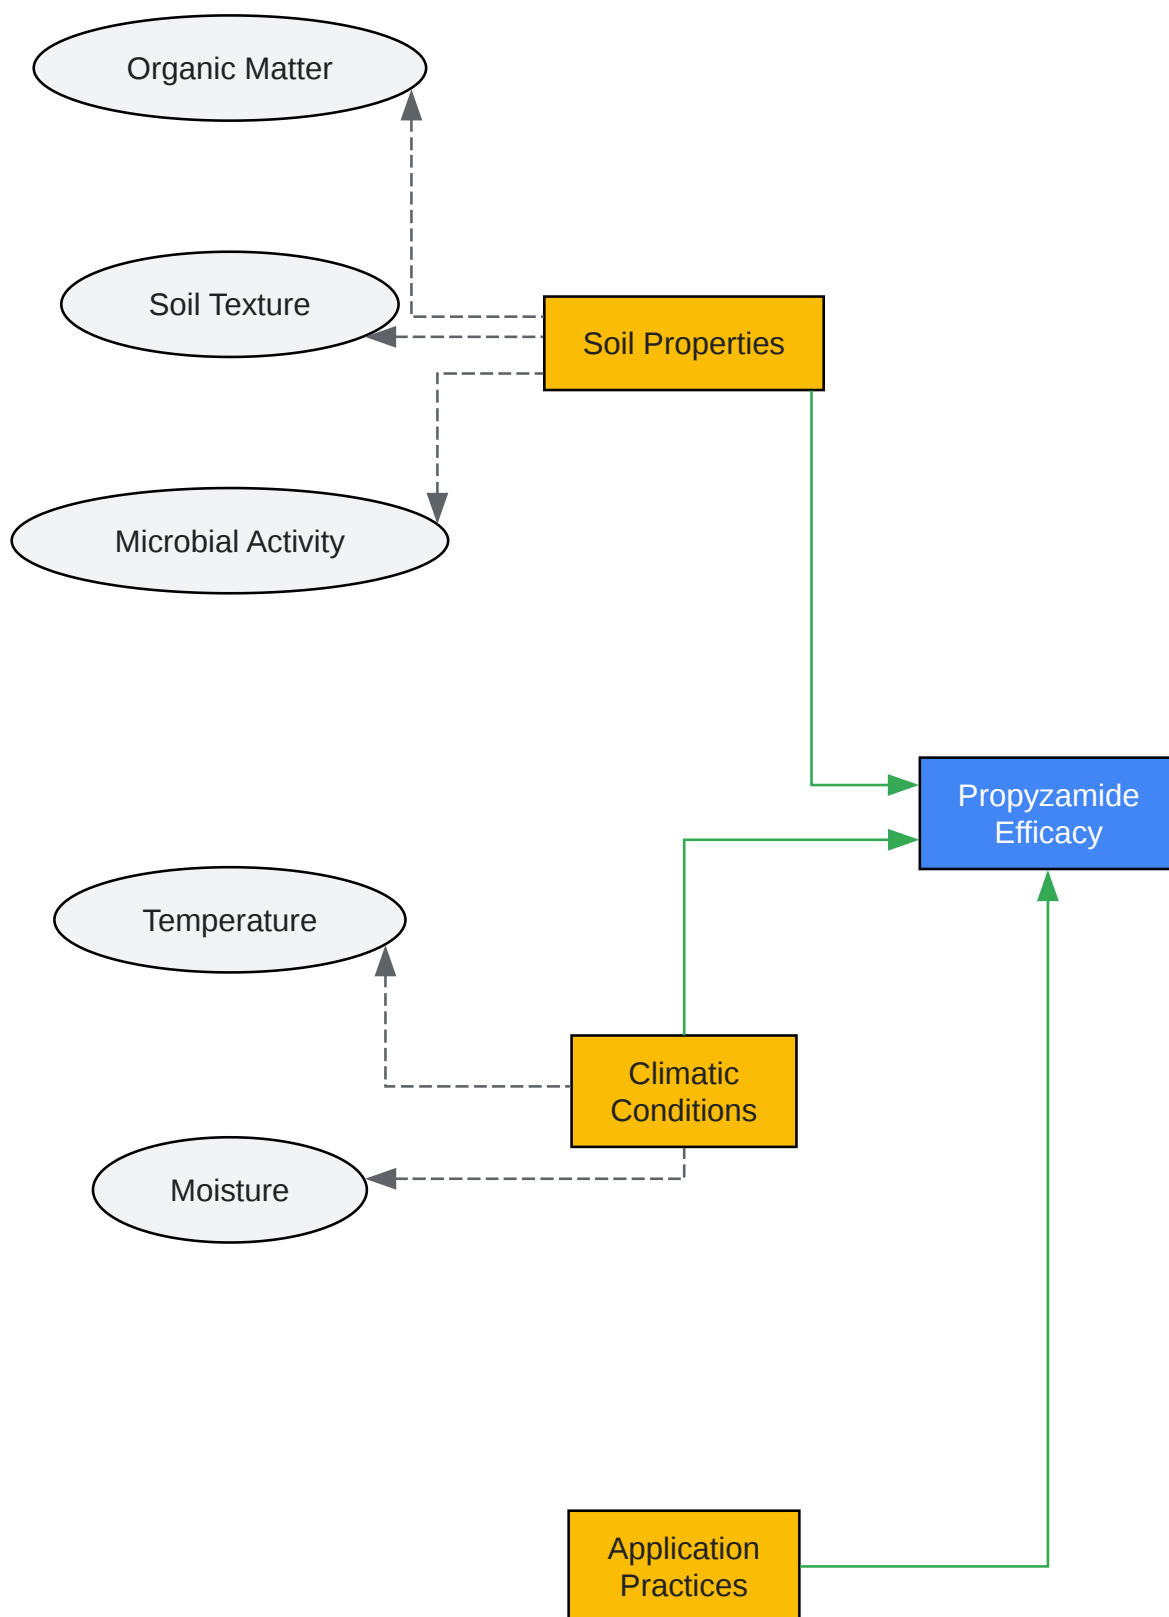 Organic Matter
Soil Texture
Soil Properties
Microbial Activity
Propyzamide
Efficacy
Temperature
Climatic
Conditions
Moisture
Application
Practices